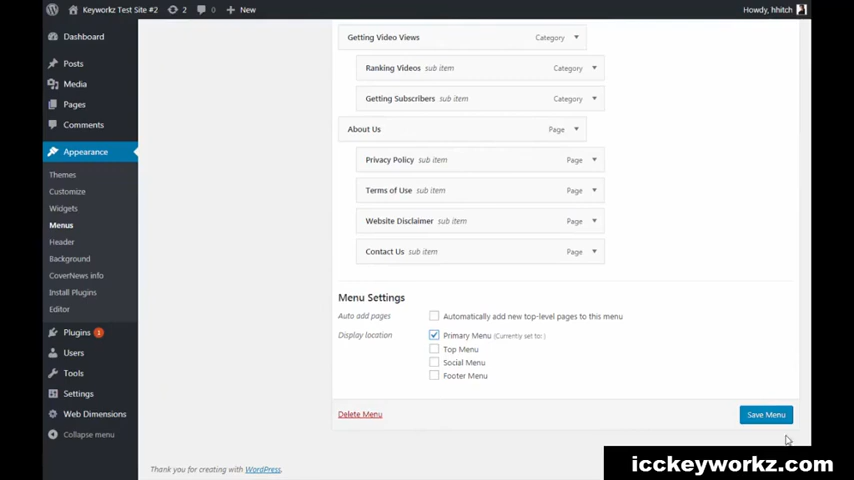 Keyworkz Test Site #2 2 0 New Howdy, hhitch
Dashboard
Posts
Media
Pages
Comments
Appearance
Themes
Customize
Widgets
Menus
Header
Background
CoverNews info
Install Plugins
Editor
Plugins 1
Users
Tools
Settings
Web Dimensions
Collapse menu
Getting Video Views Category
Ranking Videos sub item Category
Getting Subscribers sub item Category
About Us Page
Privacy Policy sub item Page
Terms of Use sub item Page
Website Disclaimer sub item Page
Contact Us sub item Page
Menu Settings
Auto add pages Automatically add new top-level pages to this menu
Display location Primary Menu (Currently set to: )
Top Menu
Social Menu
Footer Menu
Delete Menu Save Menu
Thank you for creating with WordPress.
icckeyworkz.com